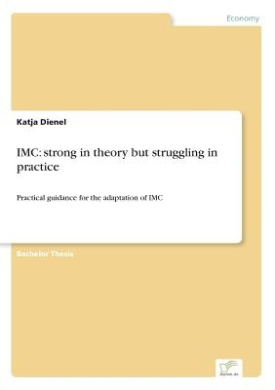 Economy
Katja Dienel
IMC: strong in theory but struggling in
practice
Practical guidance for the adaptation of IMC
Bachelor Thesis